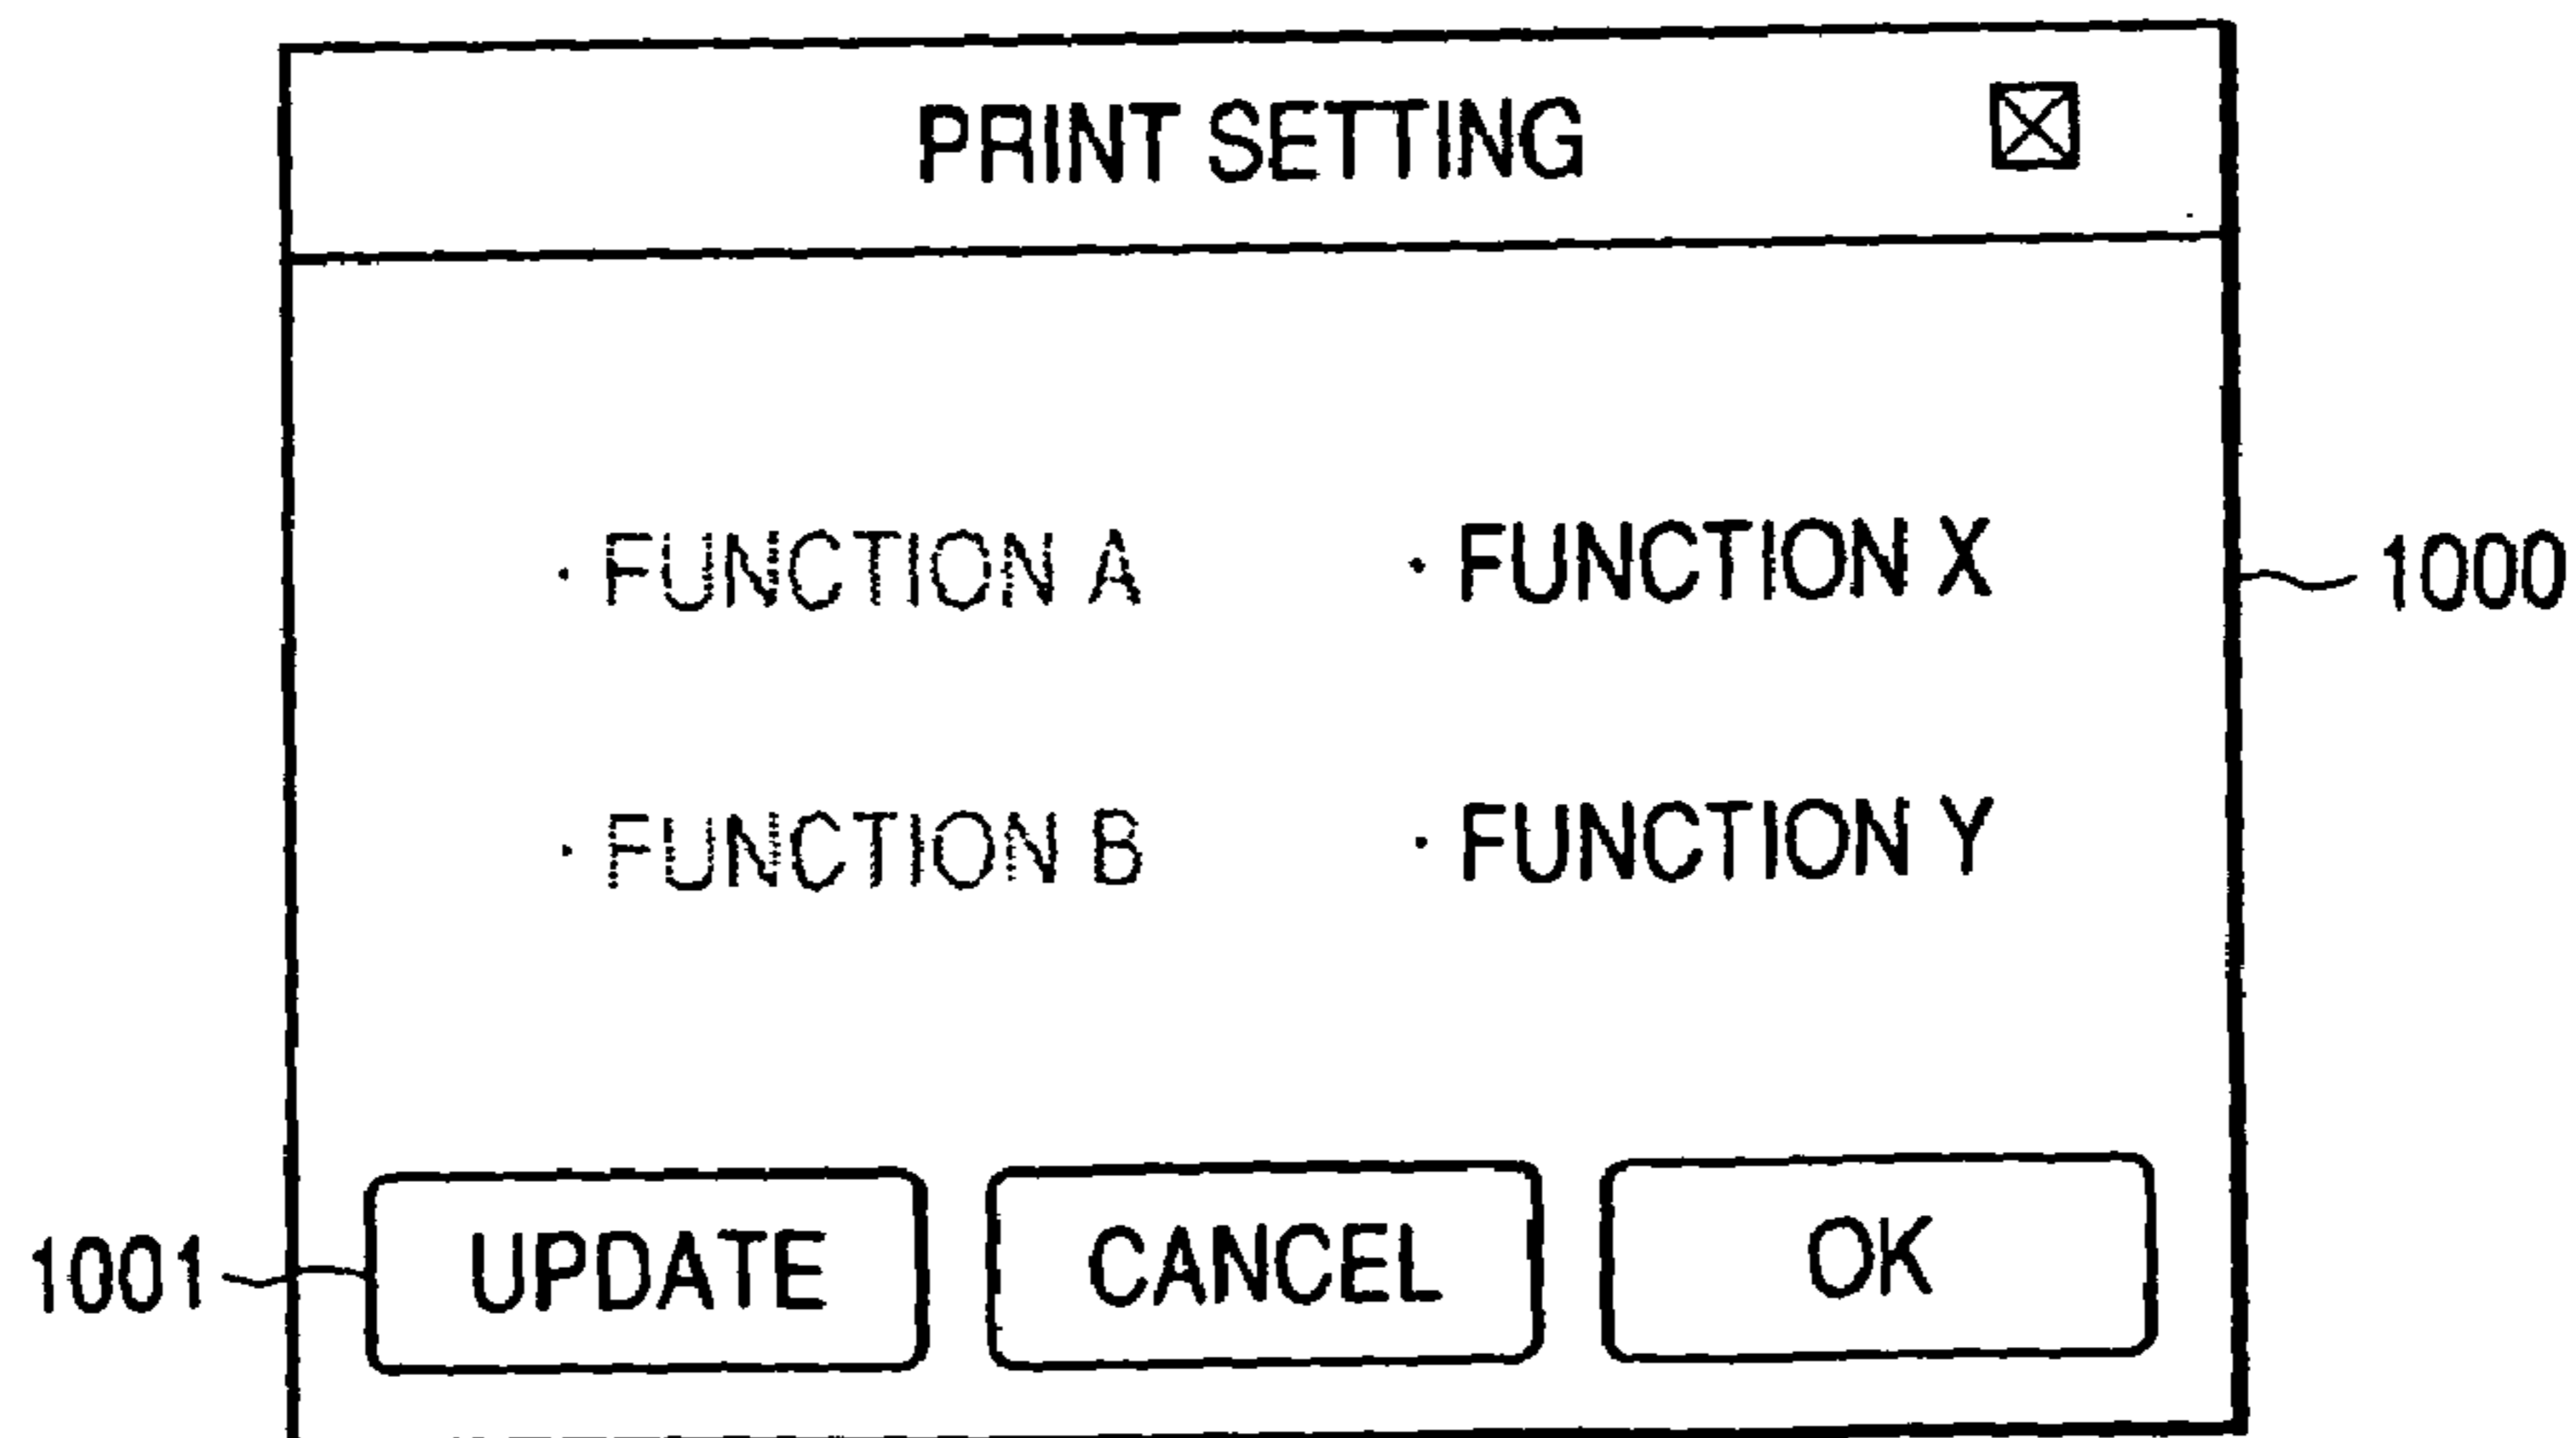 PRINT SETTING
· FUNCTION A · FUNCTION X
1000
· FUNCTION B · FUNCTION Y
1001
UPDATE CANCEL OK